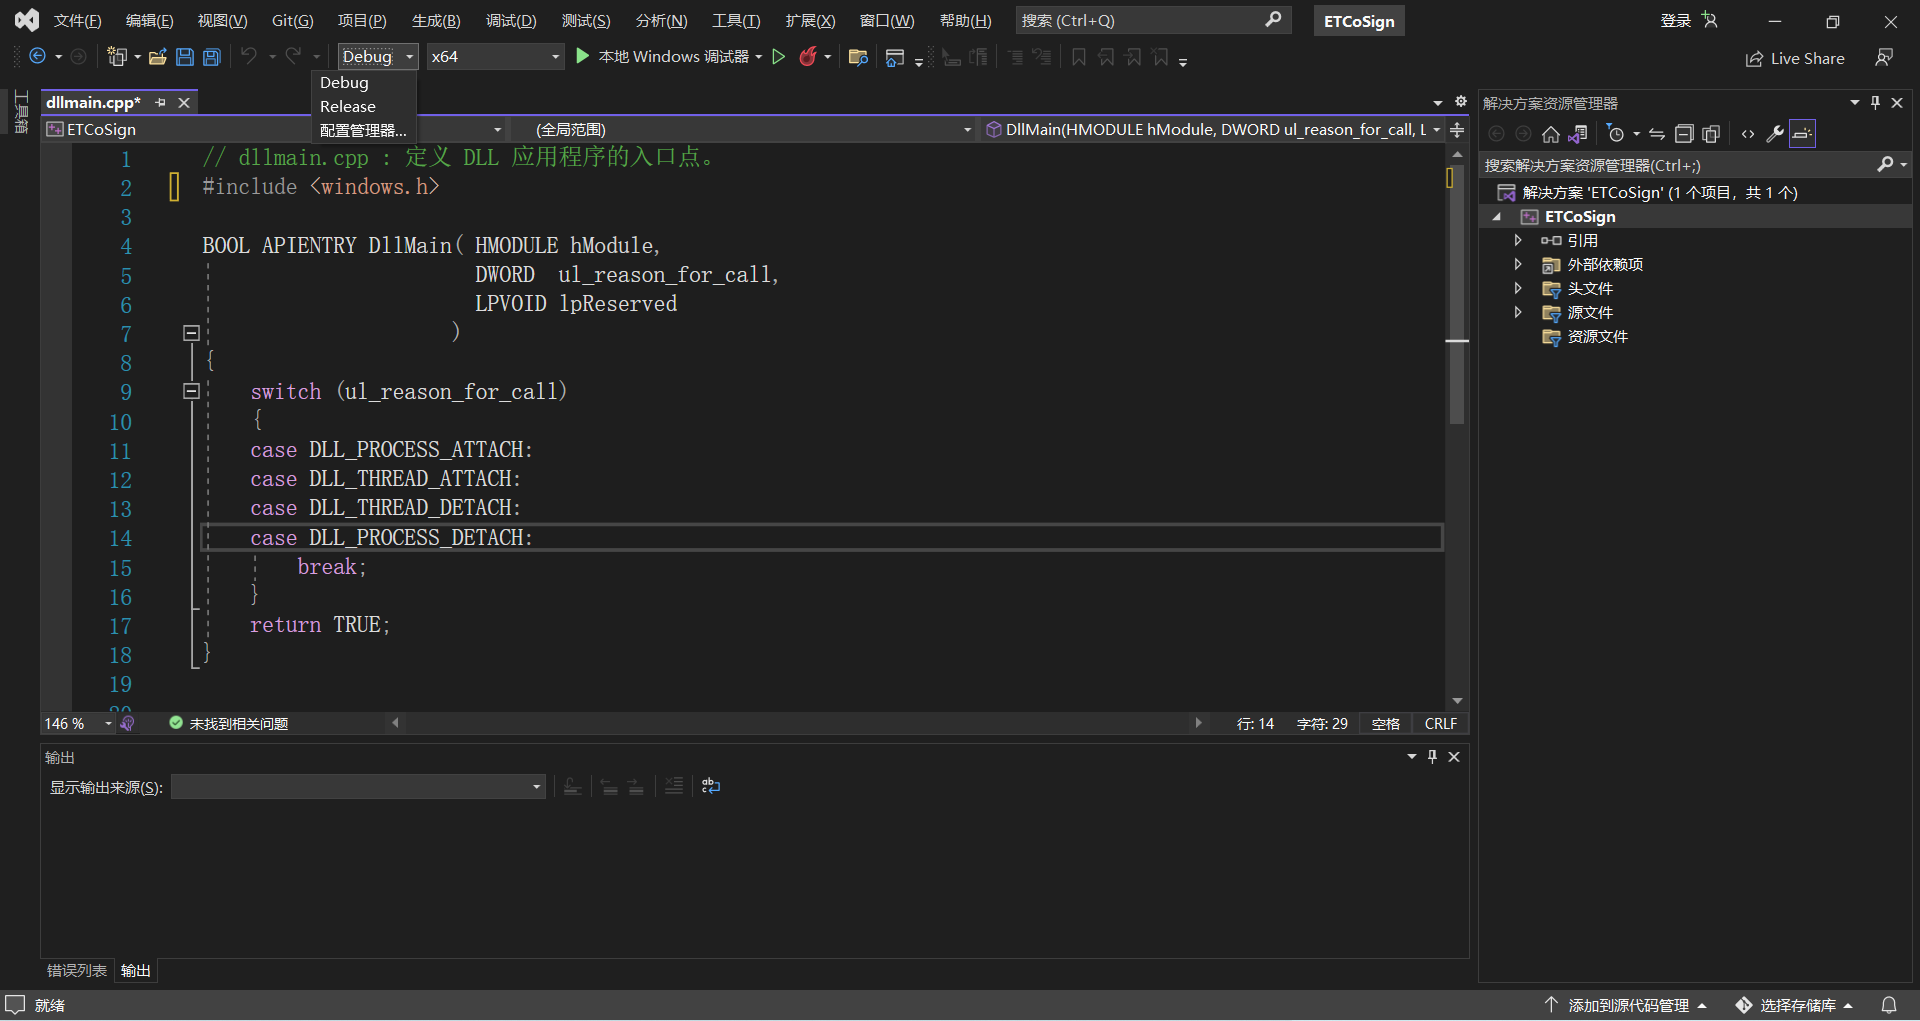 文件(F) 编辑(E) 视图(V) Git(G) 项目(P) 生成(B) 调试(D) 测试(S) 分析(N) 工具(T) 扩展(X) 窗口(W) 帮助(H) 搜索 (Ctrl+Q) ETCoSign 登录
Debug x64 本地 Windows 调试器 Live Share
Debug
Release
配置管理器...
工具箱
dllmain.cpp*
ETCoSign (全局范围) DllMain(HMODULE hModule, DWORD ul_reason_for_call, L
1 // dllmain.cpp : 定义 DLL 应用程序的入口点。
2 #include <windows.h>
3
4 BOOL APIENTRY DllMain( HMODULE hModule,
5 DWORD  ul_reason_for_call,
6 LPVOID lpReserved
7 )
8 {
9 switch (ul_reason_for_call)
10 {
11 case DLL_PROCESS_ATTACH:
12 case DLL_THREAD_ATTACH:
13 case DLL_THREAD_DETACH:
14 case DLL_PROCESS_DETACH:
15 break;
16 }
17 return TRUE;
18 }
19
20
146 % 未找到相关问题 行: 14 字符: 29 空格 CRLF
输出
显示输出来源(S):
错误列表 输出
解决方案资源管理器
搜索解决方案资源管理器(Ctrl+;)
解决方案 'ETCoSign' (1 个项目，共 1 个)
ETCoSign
引用
外部依赖项
头文件
源文件
资源文件
就绪 添加到源代码管理 选择存储库